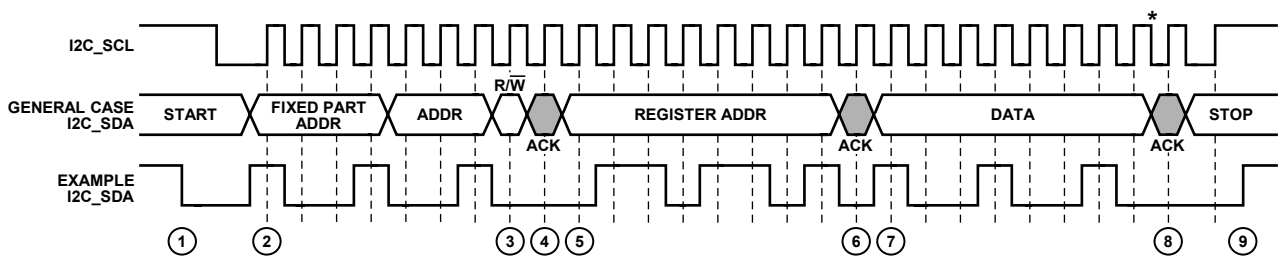 *
I2C_SCL
R/W̅
GENERAL CASE
I2C_SDA
START
FIXED PART
ADDR
ADDR
REGISTER ADDR
DATA
STOP
ACK
ACK
ACK
EXAMPLE
I2C_SDA
1
2
3
4
5
6
7
8
9